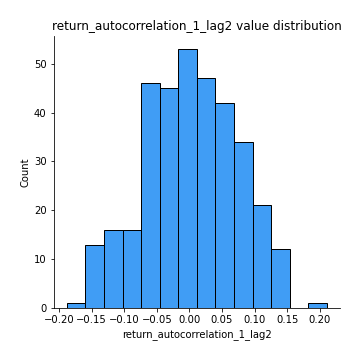 return_autocorrelation_1_lag2 value distribution
50
40
30
20
10
0
Count
−0.20 −0.15 −0.10 −0.05 0.00 0.05 0.10 0.15 0.20
return_autocorrelation_1_lag2